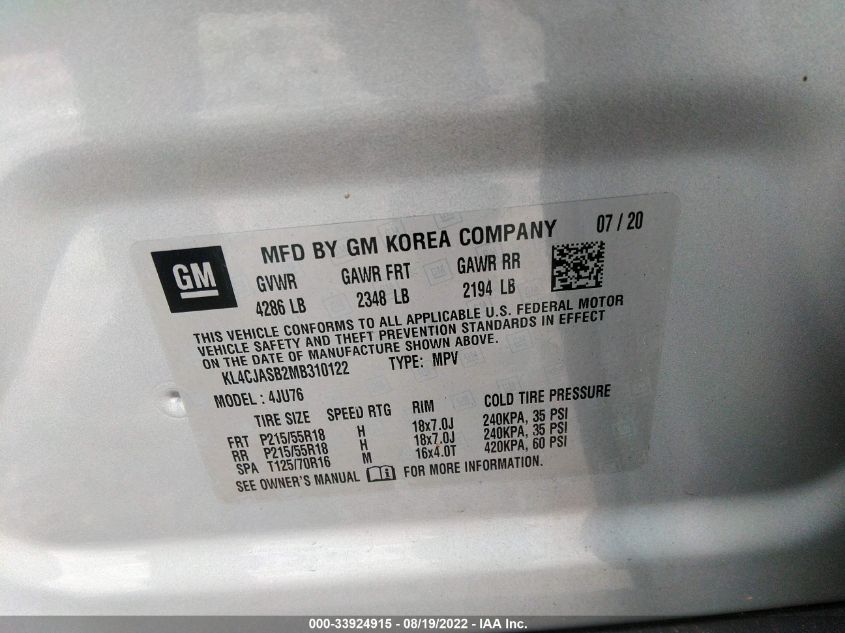 GM
MFD BY GM KOREA COMPANY 07 / 20
GVWR GAWR FRT GAWR RR
4286 LB 2348 LB 2194 LB
THIS VEHICLE CONFORMS TO ALL APPLICABLE U.S. FEDERAL MOTOR
VEHICLE SAFETY AND THEFT PREVENTION STANDARDS IN EFFECT
ON THE DATE OF MANUFACTURE SHOWN ABOVE.
KL4CJASB2MB310122 TYPE: MPV
MODEL: 4JU76
TIRE SIZE SPEED RTG RIM COLD TIRE PRESSURE
FRT P215/55R18 H 18x7.0J 240KPA, 35 PSI
RR P215/55R18 H 18x7.0J 240KPA, 35 PSI
SPA T125/70R16 M 16x4.0T 420KPA, 60 PSI
SEE OWNER'S MANUAL FOR MORE INFORMATION.
000-33924915 - 08/19/2022 - IAA Inc.